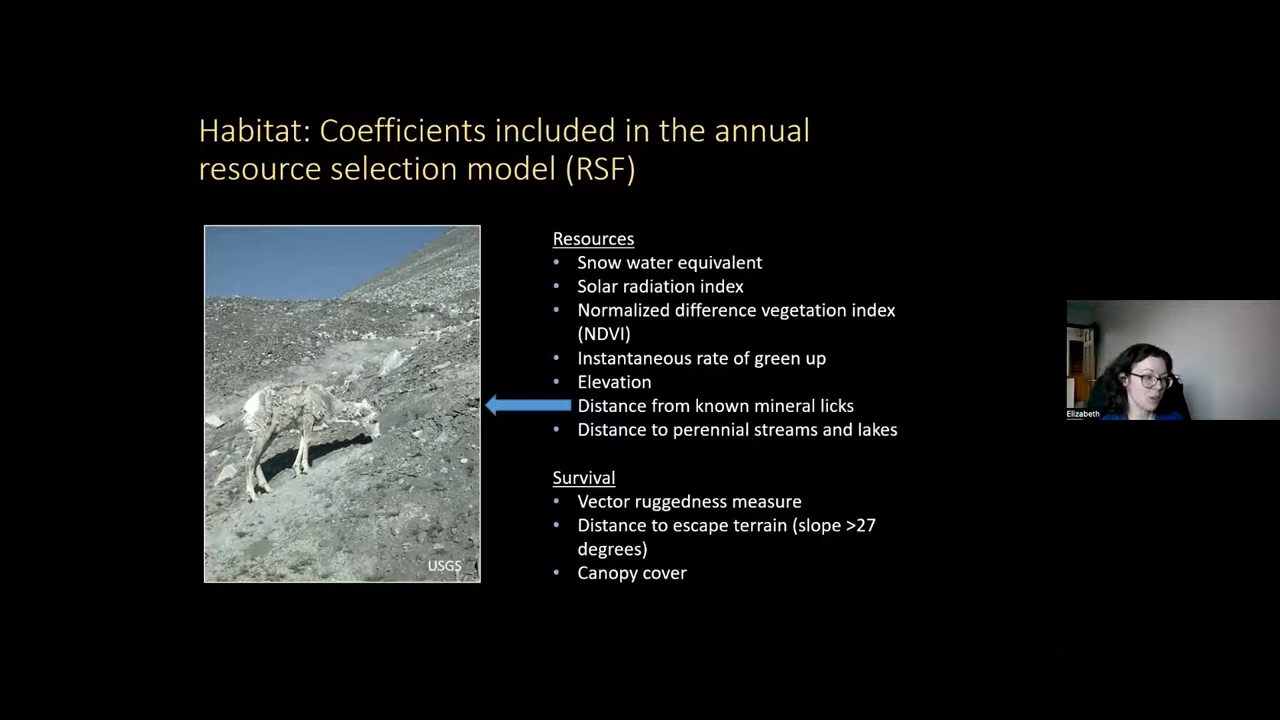 Habitat: Coefficients included in the annual
resource selection model (RSF)
Resources
• Snow water equivalent
• Solar radiation index
• Normalized difference vegetation index
(NDVI)
• Instantaneous rate of green up
• Elevation
Distance from known mineral licks
• Distance to perennial streams and lakes
Survival
• Vector ruggedness measure
• Distance to escape terrain (slope >27
degrees)
• Canopy cover
USGS
Elizabeth